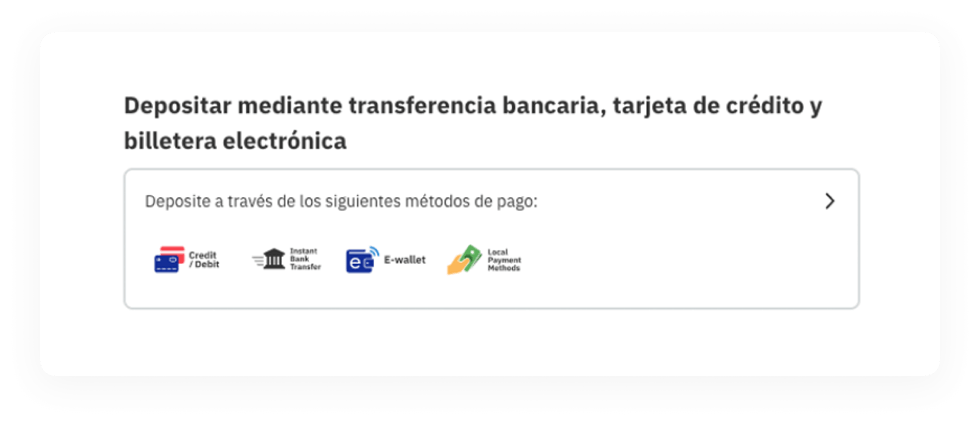 Depositar mediante transferencia bancaria, tarjeta de crédito y
billetera electrónica
Deposite a través de los siguientes métodos de pago:
Credit
/ Debit
Instant
Bank
Transfer
e
E-wallet
Local
Payment
Methods